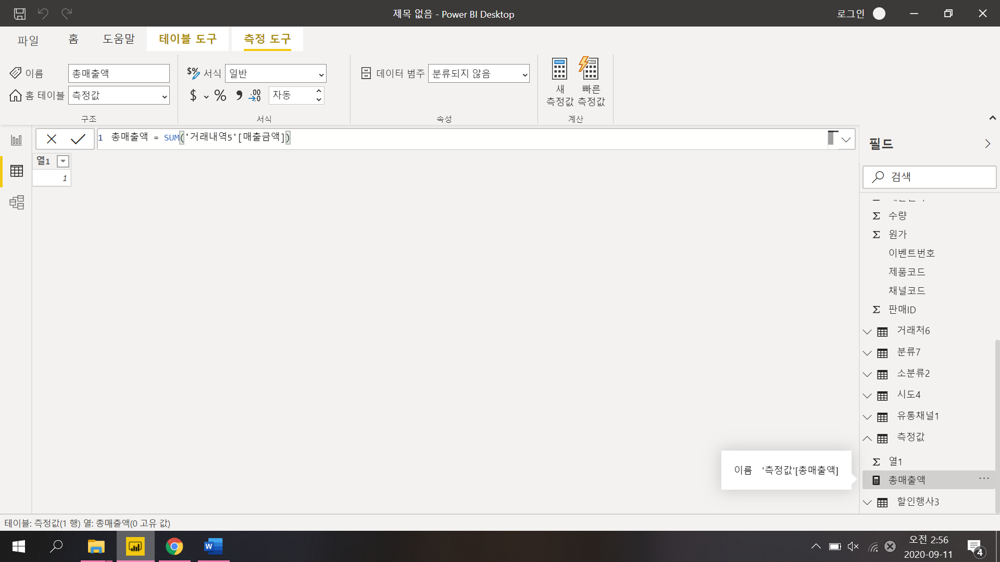 제목 없음 - Power BI Desktop
로그인
파일
홈
도움말
테이블 도구
측정 도구
이름
총매출액
홈 테이블
측정값
구조
$%
서식
일반
$ % 9 .00 →.0
자동
서식
데이터 범주
분류되지 않음
속성
새
측정값
빠른
측정값
계산
1 총매출액 = SUM('거래내역5'[매출금액])
열1
1
필드
검색
Σ 수량
Σ 원가
이벤트번호
제품코드
채널코드
Σ 판매ID
거래처6
분류7
소분류2
시도4
유통채널1
측정값
Σ 열1
총매출액 ...
할인행사3
이름 '측정값'[총매출액]
테이블: 측정값(1 행) 열: 총매출액(0 고유 값)
W
오전 2:56
2020-09-11
4